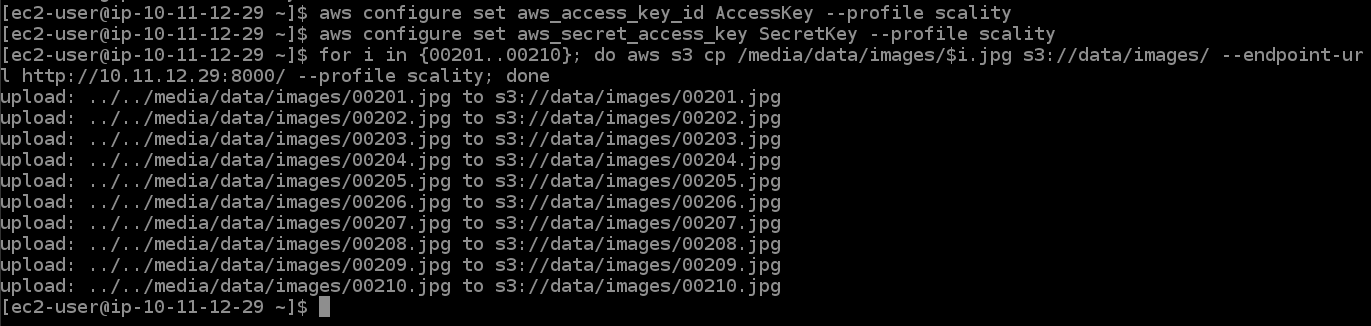 [ec2-user@ip-10-11-12-29 ~]$ aws configure set aws_access_key_id AccessKey --profile scality
[ec2-user@ip-10-11-12-29 ~]$ aws configure set aws_secret_access_key SecretKey --profile scality
[ec2-user@ip-10-11-12-29 ~]$ for i in {00201..00210}; do aws s3 cp /media/data/images/$i.jpg s3://data/images/ --endpoint-ur
l http://10.11.12.29:8000/ --profile scality; done
upload: ../../media/data/images/00201.jpg to s3://data/images/00201.jpg
upload: ../../media/data/images/00202.jpg to s3://data/images/00202.jpg
upload: ../../media/data/images/00203.jpg to s3://data/images/00203.jpg
upload: ../../media/data/images/00204.jpg to s3://data/images/00204.jpg
upload: ../../media/data/images/00205.jpg to s3://data/images/00205.jpg
upload: ../../media/data/images/00206.jpg to s3://data/images/00206.jpg
upload: ../../media/data/images/00207.jpg to s3://data/images/00207.jpg
upload: ../../media/data/images/00208.jpg to s3://data/images/00208.jpg
upload: ../../media/data/images/00209.jpg to s3://data/images/00209.jpg
upload: ../../media/data/images/00210.jpg to s3://data/images/00210.jpg
[ec2-user@ip-10-11-12-29 ~]$